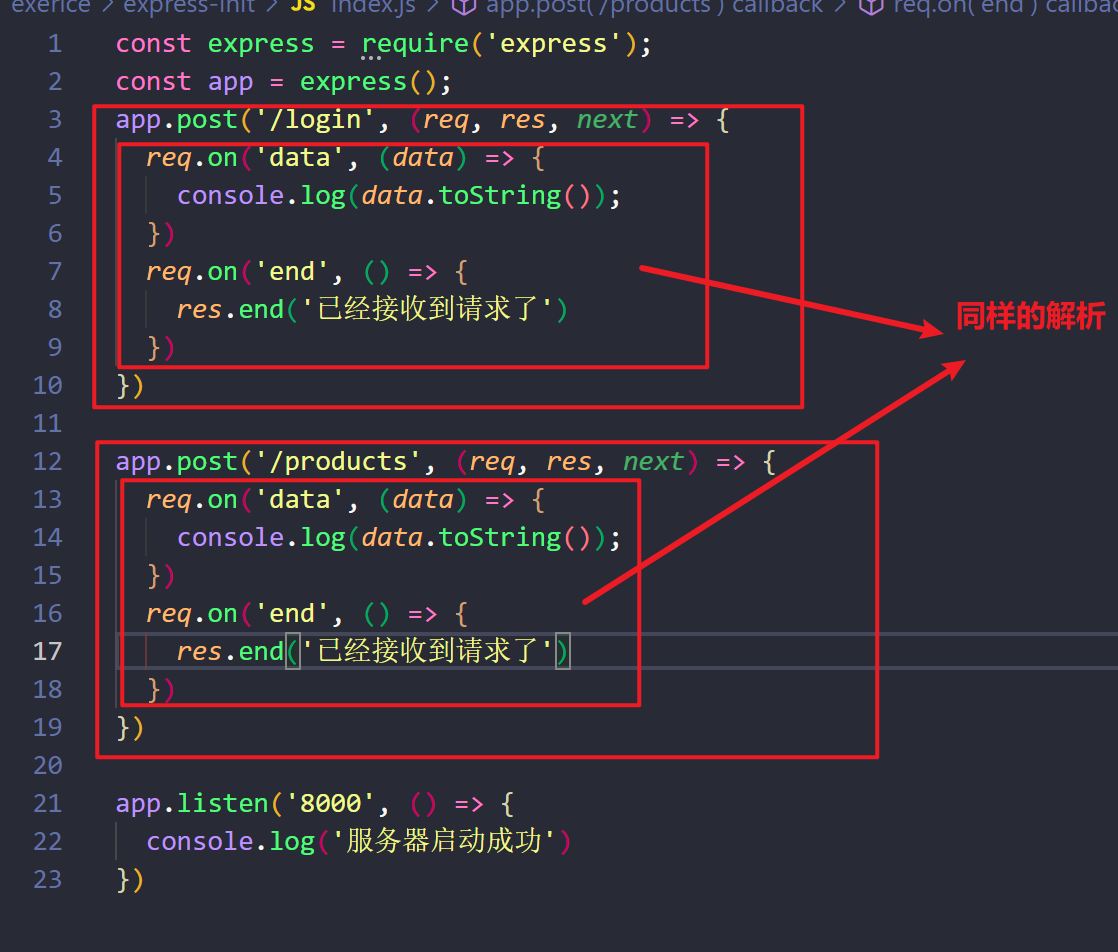 exerice > express-init > JS index.js > app.post('/products') callback > req.on('end') callbac
1 const express = require('express');
2 const app = express();
3 app.post('/login', (req, res, next) => {
4 req.on('data', (data) => {
5 console.log(data.toString());
6 })
7 req.on('end', () => {
8 res.end('已经接收到请求了')
9 })
10 })
11
12 app.post('/products', (req, res, next) => {
13 req.on('data', (data) => {
14 console.log(data.toString());
15 })
16 req.on('end', () => {
17 res.end('已经接收到请求了')
18 })
19 })
20
21 app.listen('8000', () => {
22 console.log('服务器启动成功')
23 })
同样的解析